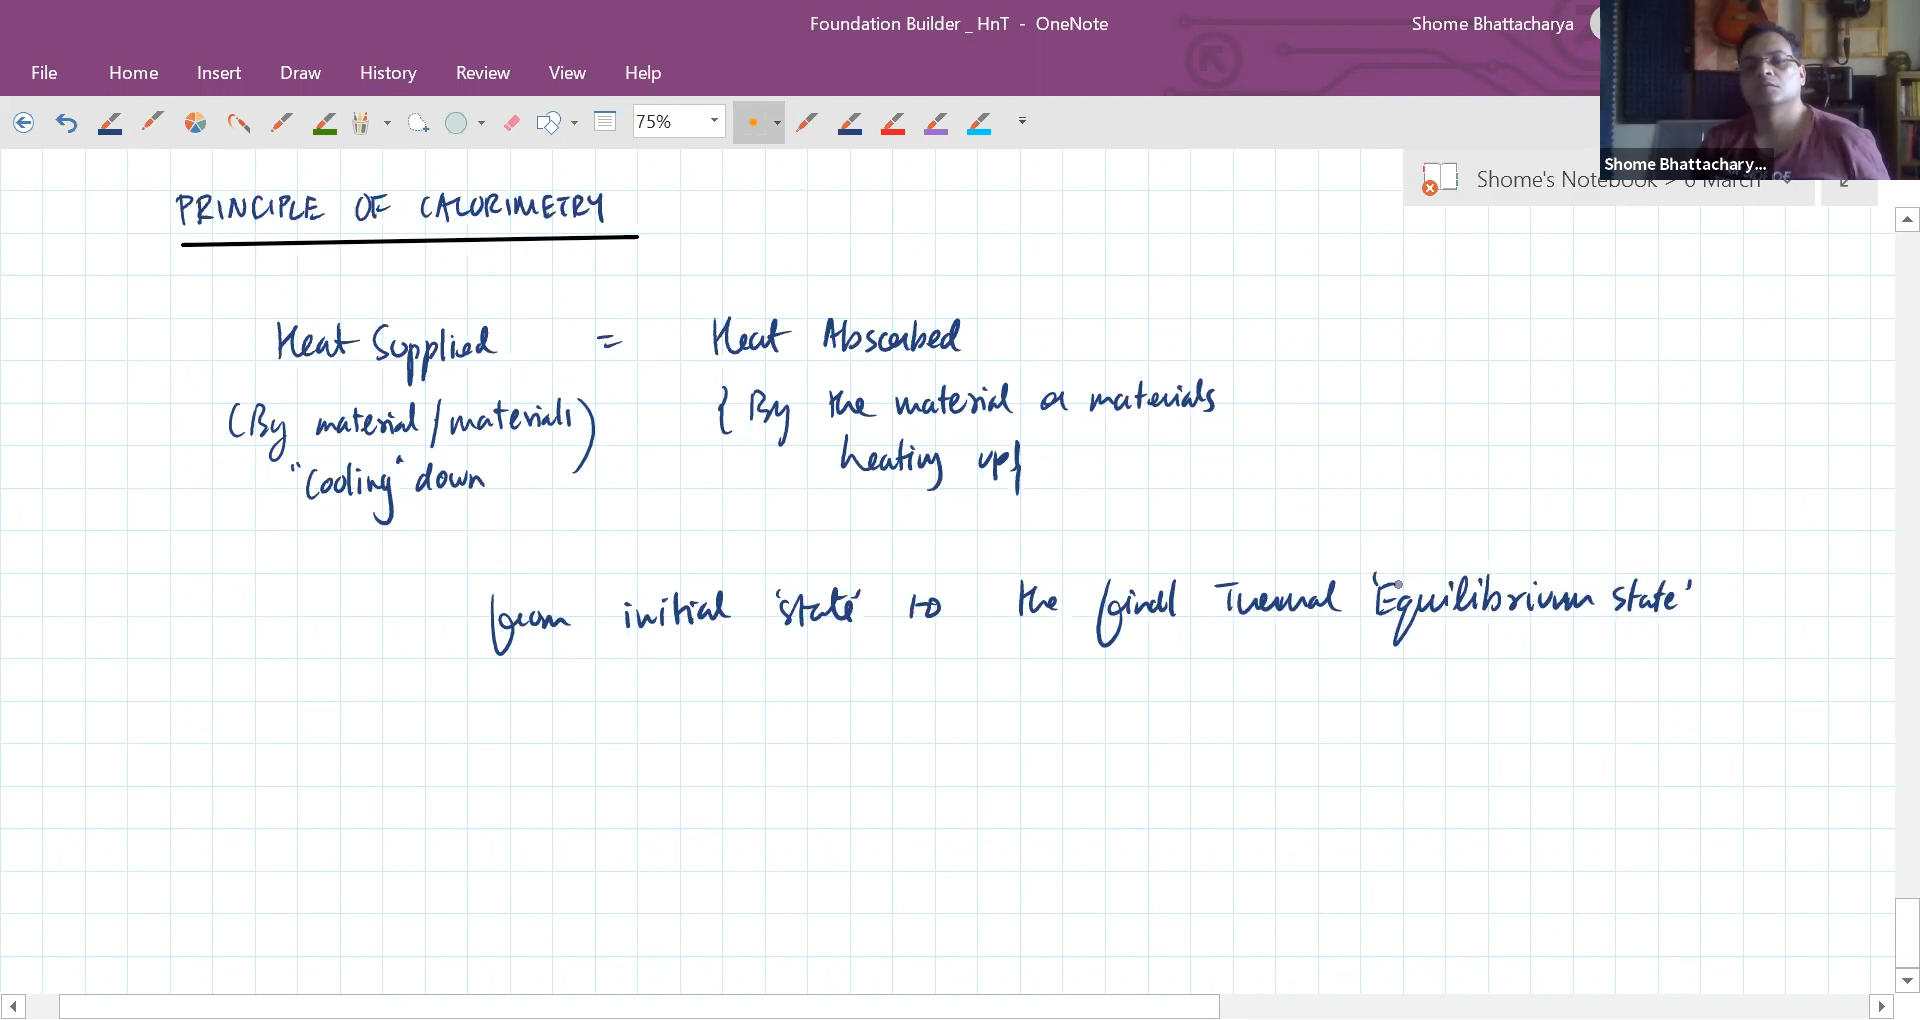 Foundation Builder _ HnT - OneNote
Shome Bhattacharya
File Home Insert Draw History Review View Help
75%
Shome Bhattachary...
Shome's Notebook > 6 March
PRINCIPLE OF CALORIMETRY
Heat Supplied = Heat Absorbed
(By material/materials) {By the material or materials
"Cooling" down heating up}
from initial 'state' to the final Thermal 'Equilibrium state'